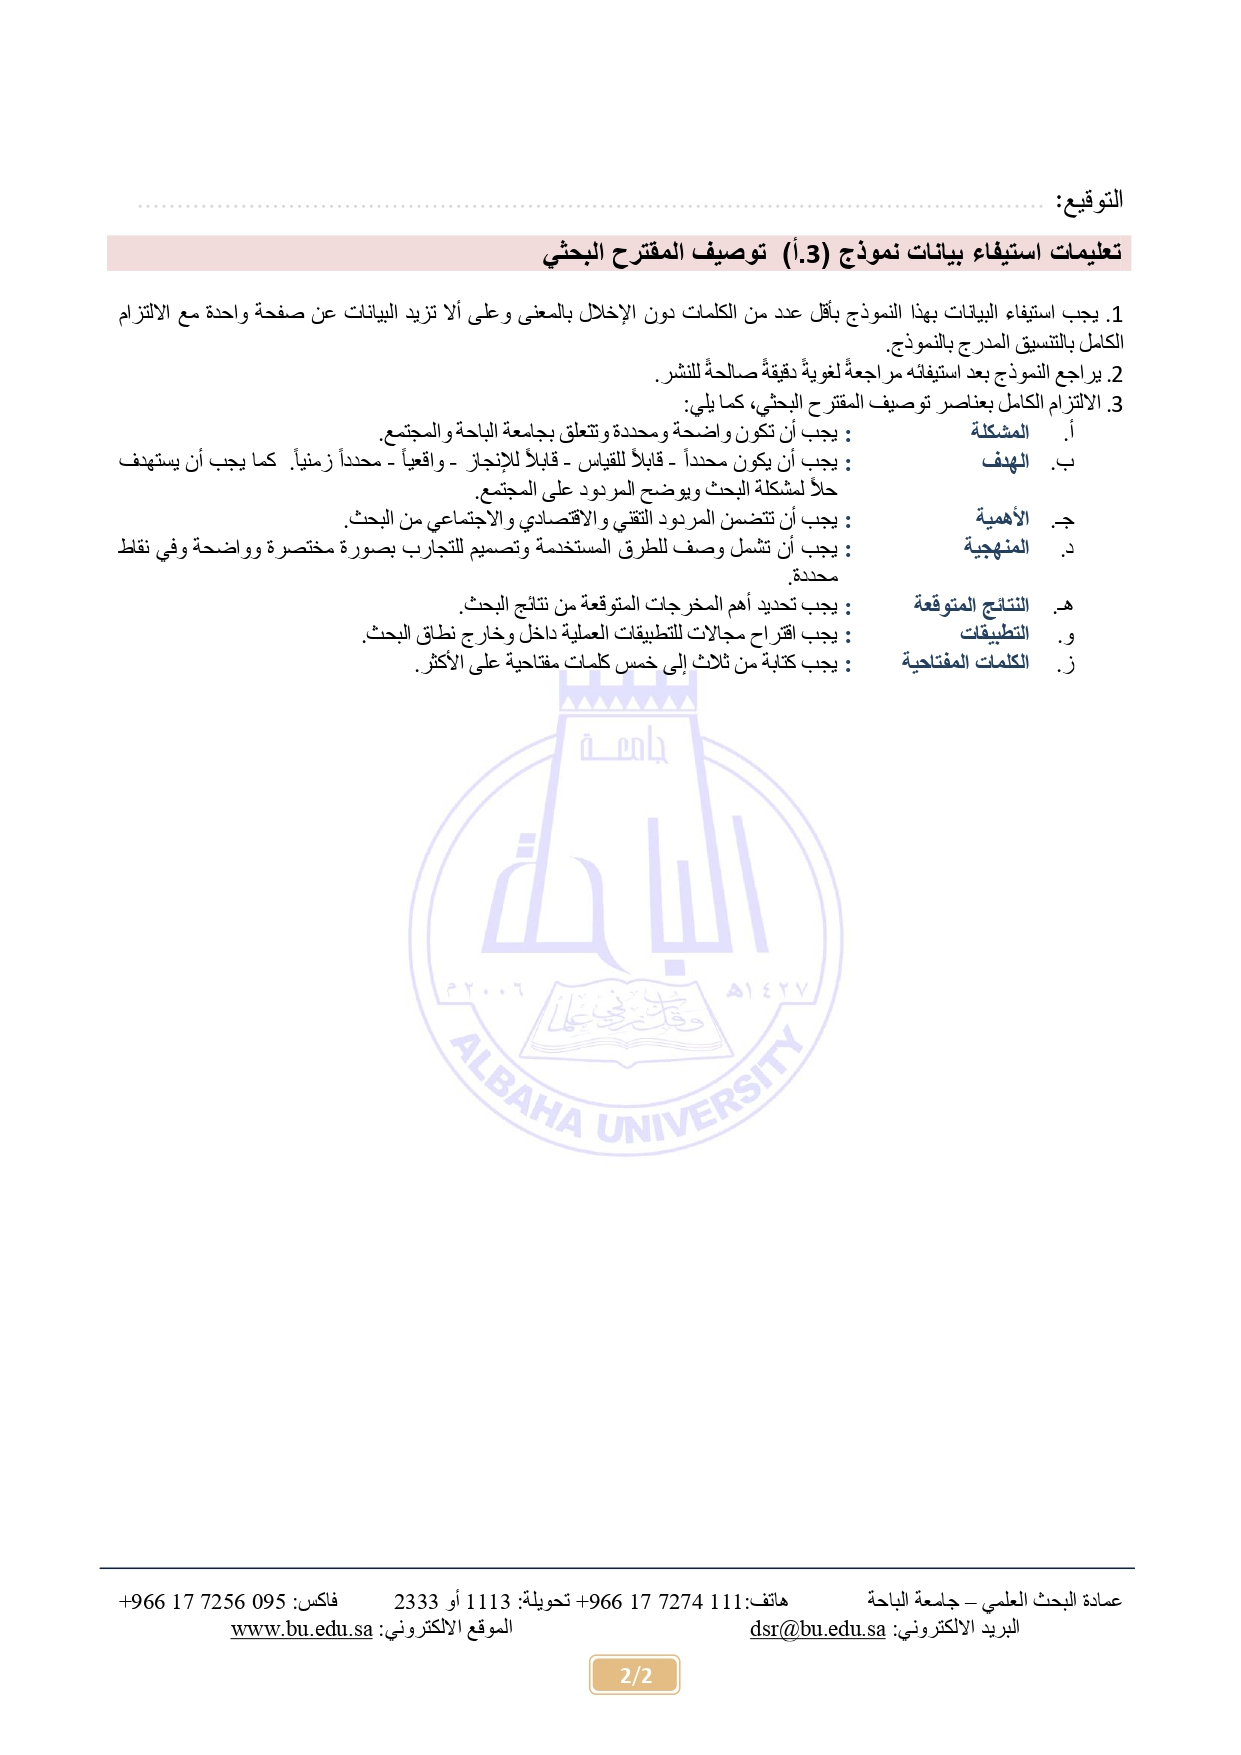 التوقيع: ........................................................................................................................
تعليمات استيفاء بيانات نموذج (3.أ) توصيف المقترح البحثي
1. يجب استيفاء البيانات بهذا النموذج بأقل عدد من الكلمات دون الإخلال بالمعنى وعلى ألا تزيد البيانات عن صفحة واحدة مع الالتزام
الكامل بالتنسيق المدرج بالنموذج.
2. يراجع النموذج بعد استيفائه مراجعةً لغويةً دقيقةً صالحةً للنشر.
3. الالتزام الكامل بعناصر توصيف المقترح البحثي، كما يلي:
أ. المشكلة : يجب أن تكون واضحة ومحددة وتتعلق بجامعة الباحة والمجتمع.
ب. الهدف : يجب أن يكون محدداً - قابلاً للقياس - قابلاً للإنجاز - واقعياً - محدداً زمنياً. كما يجب أن يستهدف
حلاً لمشكلة البحث ويوضح المردود على المجتمع.
جـ. الأهمية : يجب أن تتضمن المردود التقني والاقتصادي والاجتماعي من البحث.
د. المنهجية : يجب أن تشمل وصف للطرق المستخدمة وتصميم للتجارب بصورة مختصرة وواضحة وفي نقاط
محددة.
هـ. النتائج المتوقعة : يجب تحديد أهم المخرجات المتوقعة من نتائج البحث.
و. التطبيقات : يجب اقتراح مجالات للتطبيقات العملية داخل وخارج نطاق البحث.
ز. الكلمات المفتاحية : يجب كتابة من ثلاث إلى خمس كلمات مفتاحية على الأكثر.
جامعة
الباحة
٢٠٠٦م ١٤٢٧هـ
وقل رب زدني علماً
ALBAHA UNIVERSITY
عمادة البحث العلمي – جامعة الباحة هاتف:111 7274 17 966+ تحويلة: 1113 أو 2333 فاكس: 095 7256 17 966+
البريد الالكتروني: dsr@bu.edu.sa الموقع الالكتروني: www.bu.edu.sa
2/2